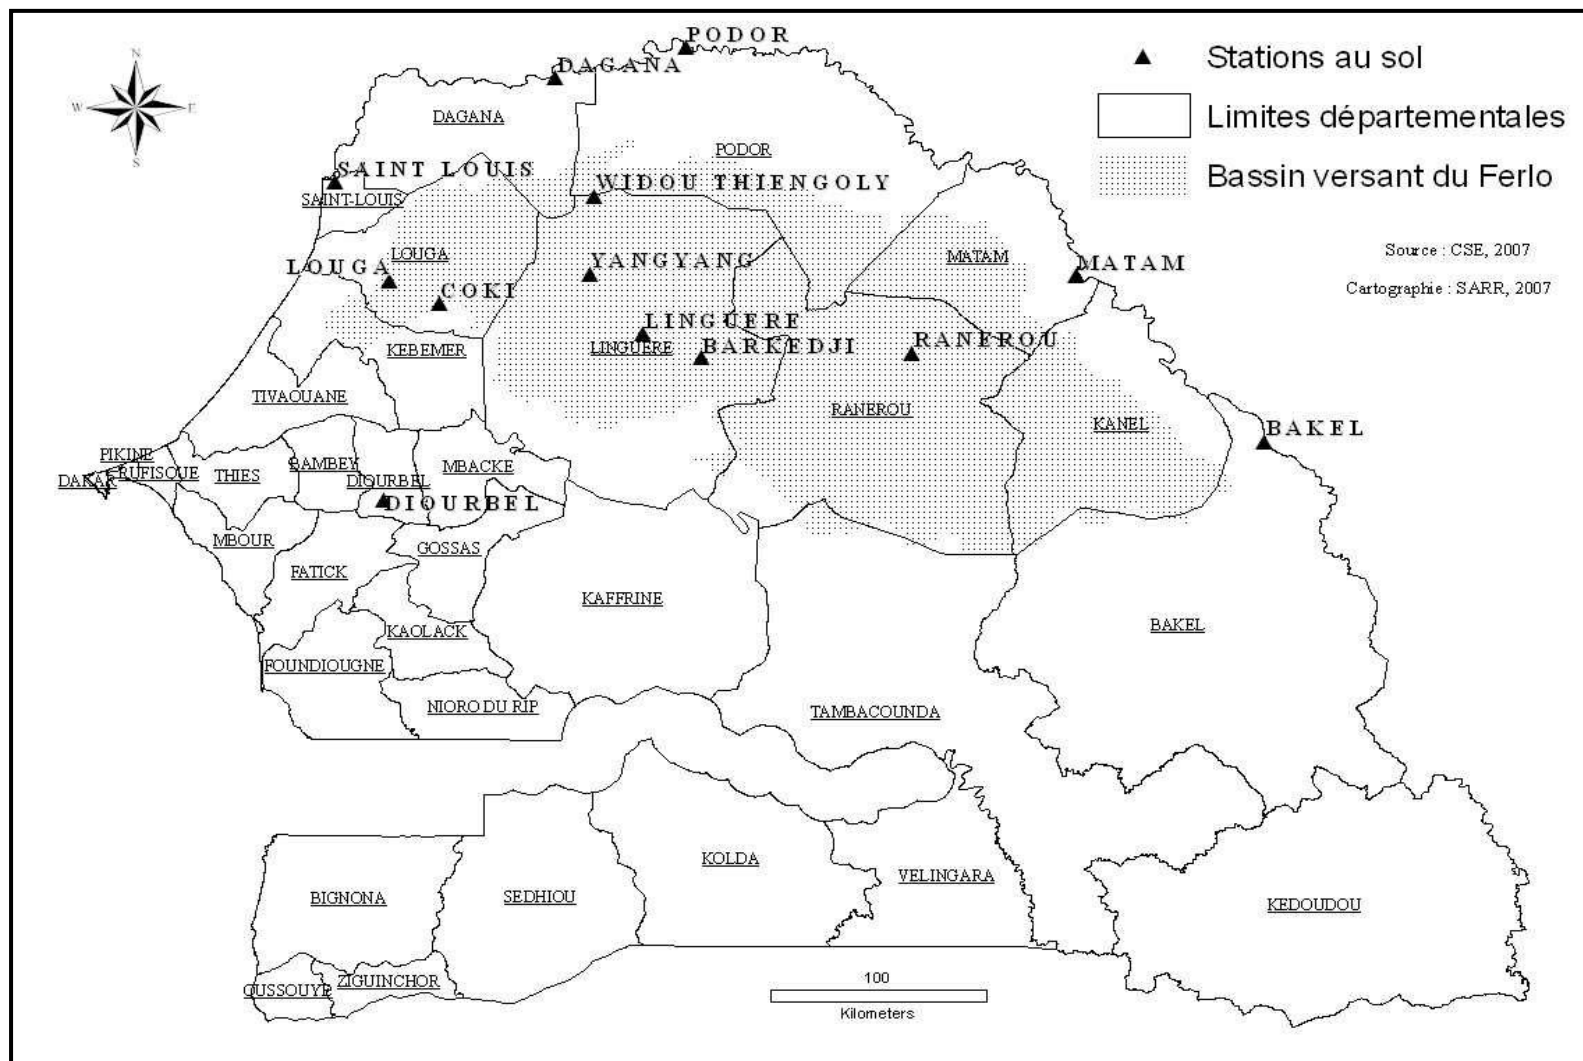 N
W E
S
PODOR
DAGANA
DAGANA
PODOR
SAINT LOUIS
SAINT-LOUIS
WIDOU THIENGOLY
LOUGA
LOUGA
YANGYANG
COKI
MATAM
MATAM
LINGUERE
LINGUERE
BARKEDJI
RANEROU
KEBEMER
TIVAOUANE
RANEROU
KANEL
BAKEL
PIKINE
DAKAR
RUFISQUE
THIES
BAMBEY
DIOURBEL
MBACKE
DIOURBEL
MBOUR
GOSSAS
FATICK
KAFFRINE
KAOLACK
BAKEL
FOUNDIOUGNE
NIORO DU RIP
TAMBACOUNDA
KOLDA
VELINGARA
BIGNONA
SEDHIOU
KEDOUDOU
OUSSOUYE
ZIGUINCHOR
Stations au sol
Limites départementales
Bassin versant du Ferlo
Source : CSE, 2007
Cartographie : SARR, 2007
100
Kilometers